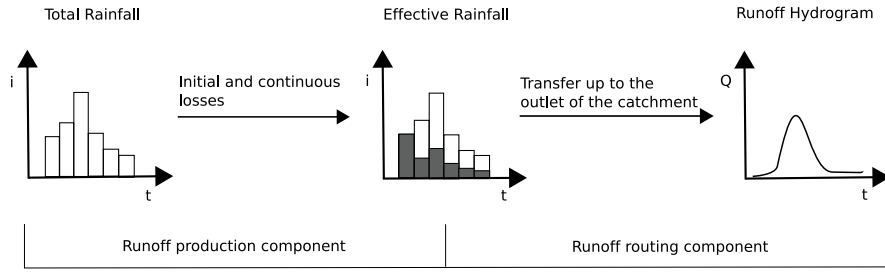 Total Rainfall
Effective Rainfall
Runoff Hydrogram
i
Initial and continuous
losses
i
Transfer up to the
outlet of the catchment
Q
t
t
t
Runoff production component
Runoff routing component